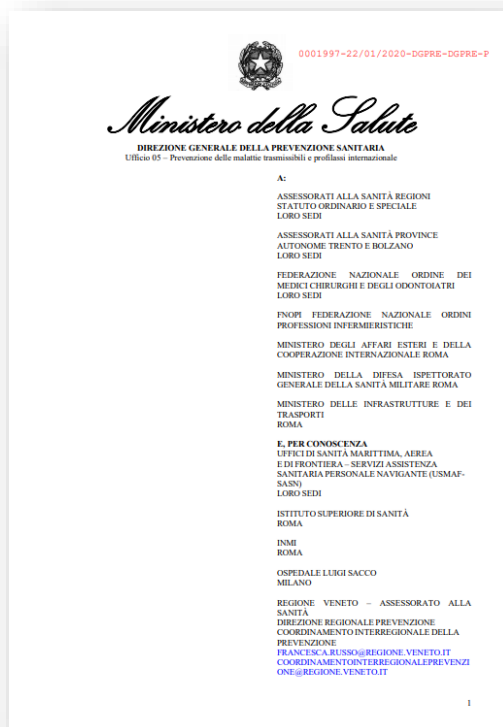 0001997-22/01/2020-DGPRE-DGPRE-P
Ministero della Salute
DIREZIONE GENERALE DELLA PREVENZIONE SANITARIA
Ufficio 05 – Prevenzione delle malattie trasmissibili e profilassi internazionale
A:
ASSESSORATI ALLA SANITÀ REGIONI
STATUTO ORDINARIO E SPECIALE
LORO SEDI
ASSESSORATI ALLA SANITÀ PROVINCE
AUTONOME TRENTO E BOLZANO
LORO SEDI
FEDERAZIONE NAZIONALE ORDINE DEI
MEDICI CHIRURGHI E DEGLI ODONTOIATRI
LORO SEDI
FNOPI FEDERAZIONE NAZIONALE ORDINI
PROFESSIONI INFERMIERISTICHE
MINISTERO DEGLI AFFARI ESTERI E DELLA
COOPERAZIONE INTERNAZIONALE ROMA
MINISTERO DELLA DIFESA ISPETTORATO
GENERALE DELLA SANITÀ MILITARE ROMA
MINISTERO DELLE INFRASTRUTTURE E DEI
TRASPORTI
ROMA
E, PER CONOSCENZA
UFFICI DI SANITÀ MARITTIMA, AEREA
E DI FRONTIERA – SERVIZI ASSISTENZA
SANITARIA PERSONALE NAVIGANTE (USMAF-
SASN)
LORO SEDI
ISTITUTO SUPERIORE DI SANITÀ
ROMA
INMI
ROMA
OSPEDALE LUIGI SACCO
MILANO
REGIONE VENETO – ASSESSORATO ALLA
SANITÀ
DIREZIONE REGIONALE PREVENZIONE
COORDINAMENTO INTERREGIONALE DELLA
PREVENZIONE
FRANCESCA.RUSSO@REGIONE.VENETO.IT
COORDINAMENTOINTERREGIONALEPREVENZI
ONE@REGIONE.VENETO.IT
1